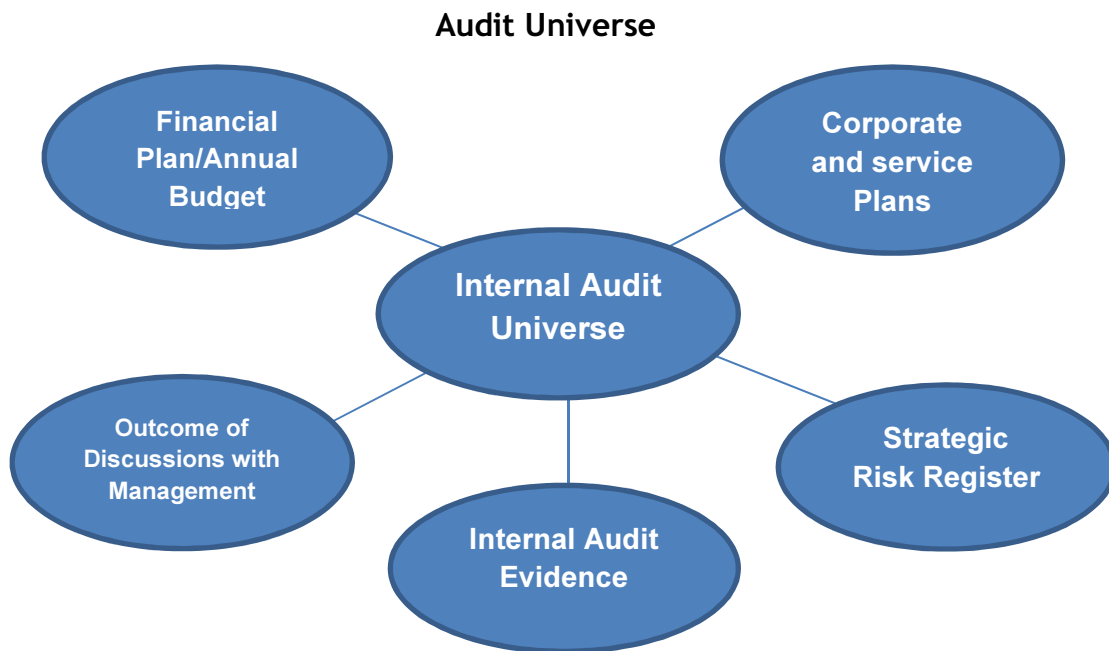 Audit Universe
Financial
Plan/Annual
Budget
Corporate
and service
Plans
Internal Audit
Universe
Outcome of
Discussions with
Management
Strategic
Risk Register
Internal Audit
Evidence